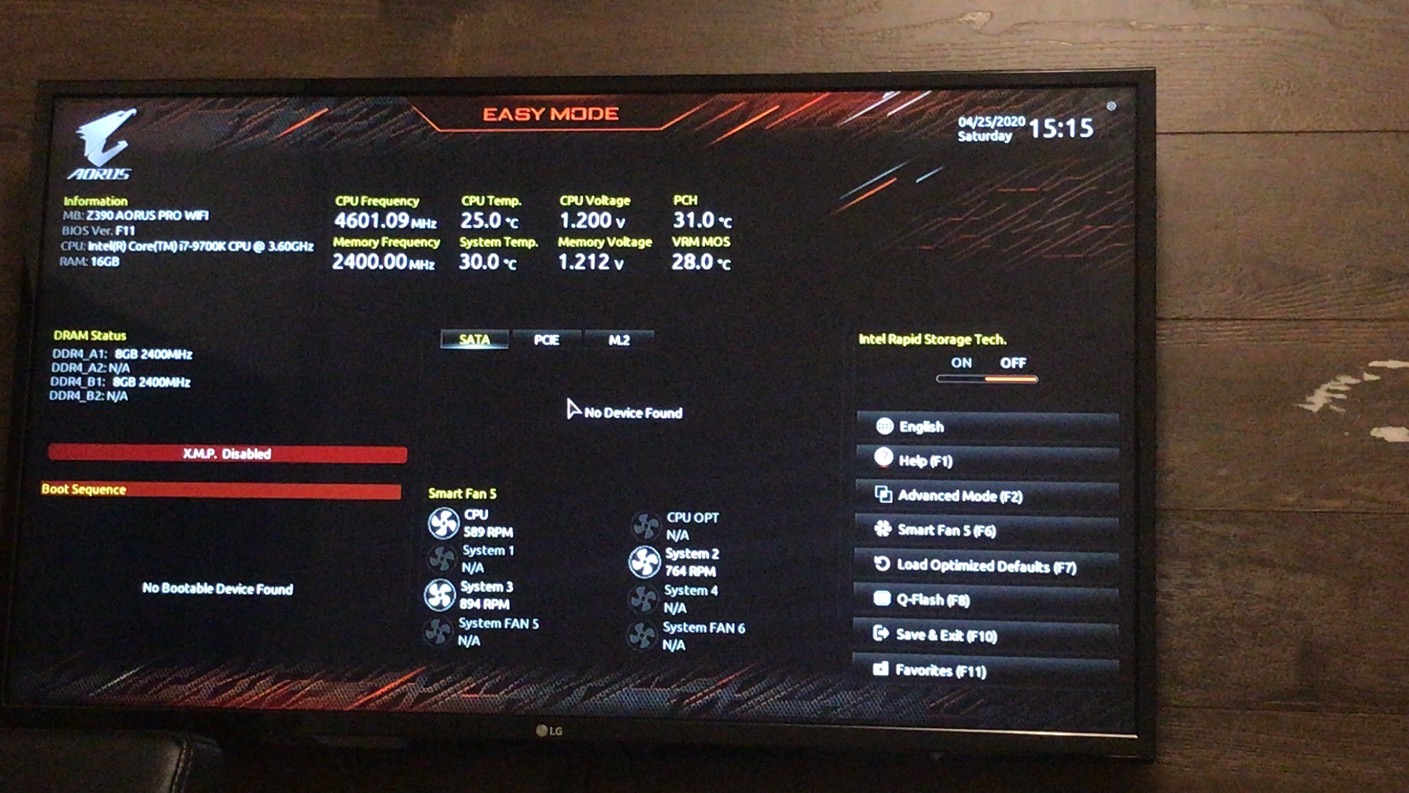 EASY MODE
04/25/2020
Saturday
15:15
AORUS
Information
MB: Z390 AORUS PRO WIFI
BIOS Ver. F11
CPU: Intel(R) Core(TM) i7-9700K CPU @ 3.60GHz
RAM: 16GB
CPU Frequency
4601.09 MHz
CPU Temp.
25.0 °C
CPU Voltage
1.200 V
PCH
31.0 °C
Memory Frequency
2400.00 MHz
System Temp.
30.0 °C
Memory Voltage
1.212 V
VRM MOS
28.0 °C
DRAM Status
DDR4_A1: 8GB 2400MHz
DDR4_A2: N/A
DDR4_B1: 8GB 2400MHz
DDR4_B2: N/A
X.M.P. Disabled
Boot Sequence
No Bootable Device Found
SATA PCIE M.2
No Device Found
Smart Fan 5
CPU
589 RPM
CPU OPT
N/A
System 1
N/A
System 2
764 RPM
System 3
894 RPM
System 4
N/A
System FAN 5
N/A
System FAN 6
N/A
Intel Rapid Storage Tech.
ON OFF
English
Help (F1)
Advanced Mode (F2)
Smart Fan 5 (F6)
Load Optimized Defaults (F7)
Q-Flash (F8)
Save & Exit (F10)
Favorites (F11)
LG